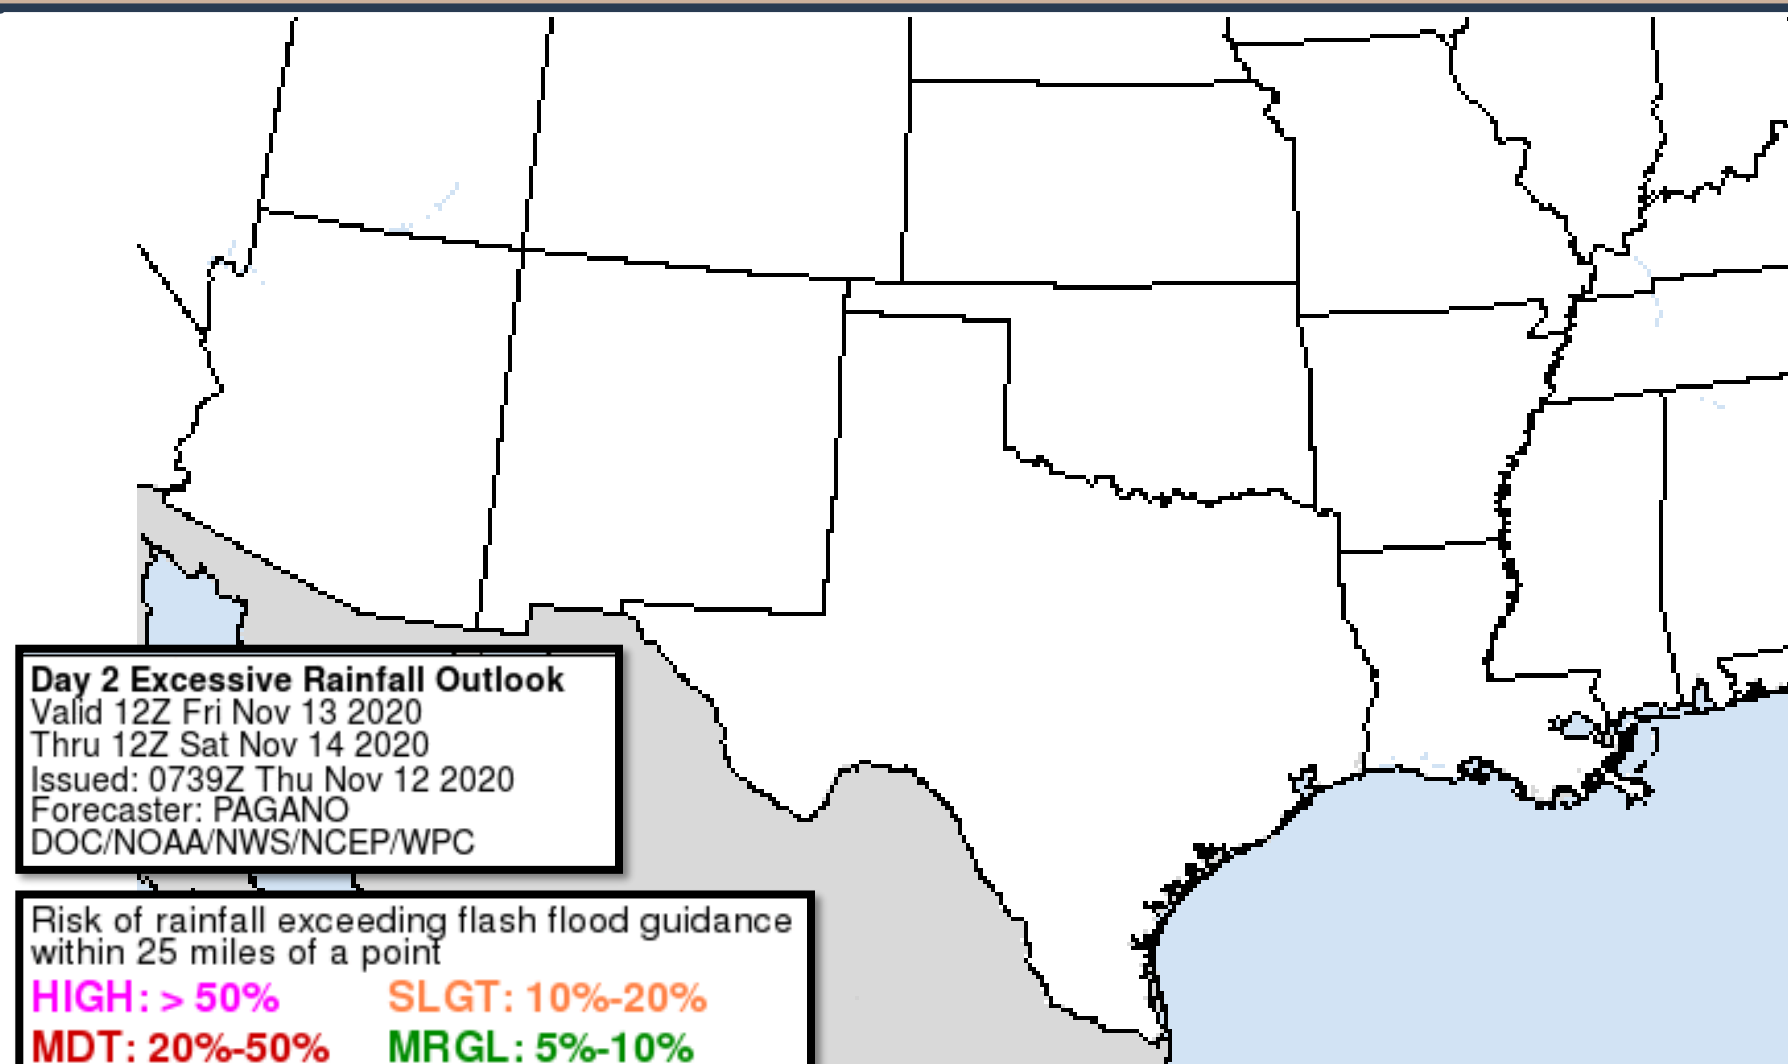 Day 2 Excessive Rainfall Outlook
Valid 12Z Fri Nov 13 2020
Thru 12Z Sat Nov 14 2020
Issued: 0739Z Thu Nov 12 2020
Forecaster: PAGANO
DOC/NOAA/NWS/NCEP/WPC
Risk of rainfall exceeding flash flood guidance
within 25 miles of a point
HIGH: > 50% SLGT: 10%-20%
MDT: 20%-50% MRGL: 5%-10%